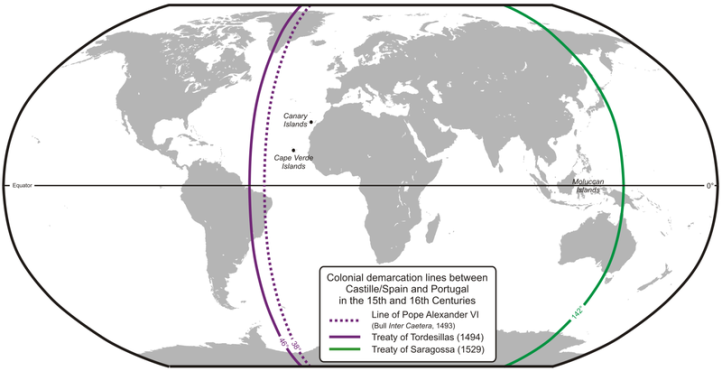 Canary
Islands
Cape Verde
Islands
Equator
Moluccan
Islands
0°
Colonial demarcation lines between
Castille/Spain and Portugal
in the 15th and 16th Centuries
Line of Pope Alexander VI
(Bull Inter Caetera, 1493)
Treaty of Tordesillas (1494)
Treaty of Saragossa (1529)
46°
38°
142°